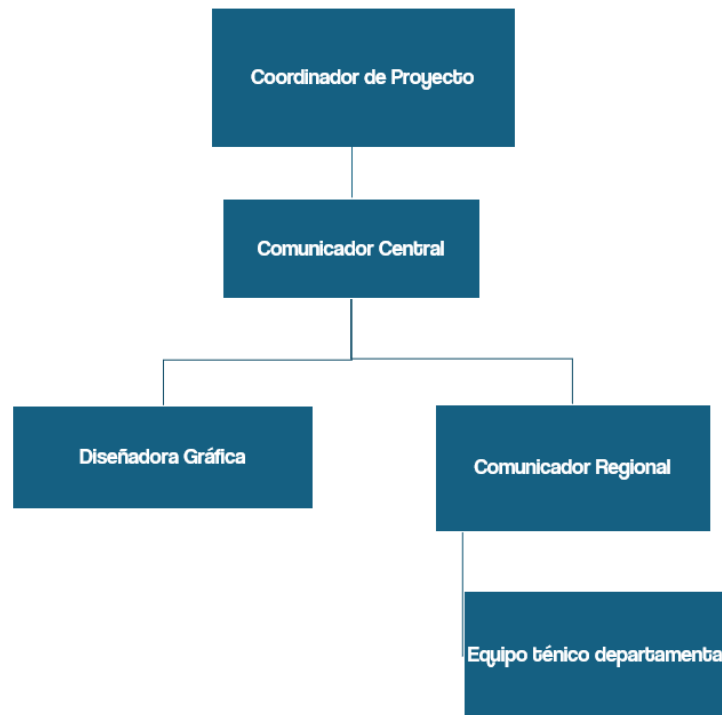 Coordinador de Proyecto
Comunicador Central
Diseñadora Gráfica
Comunicador Regional
Equipo ténico departamenta